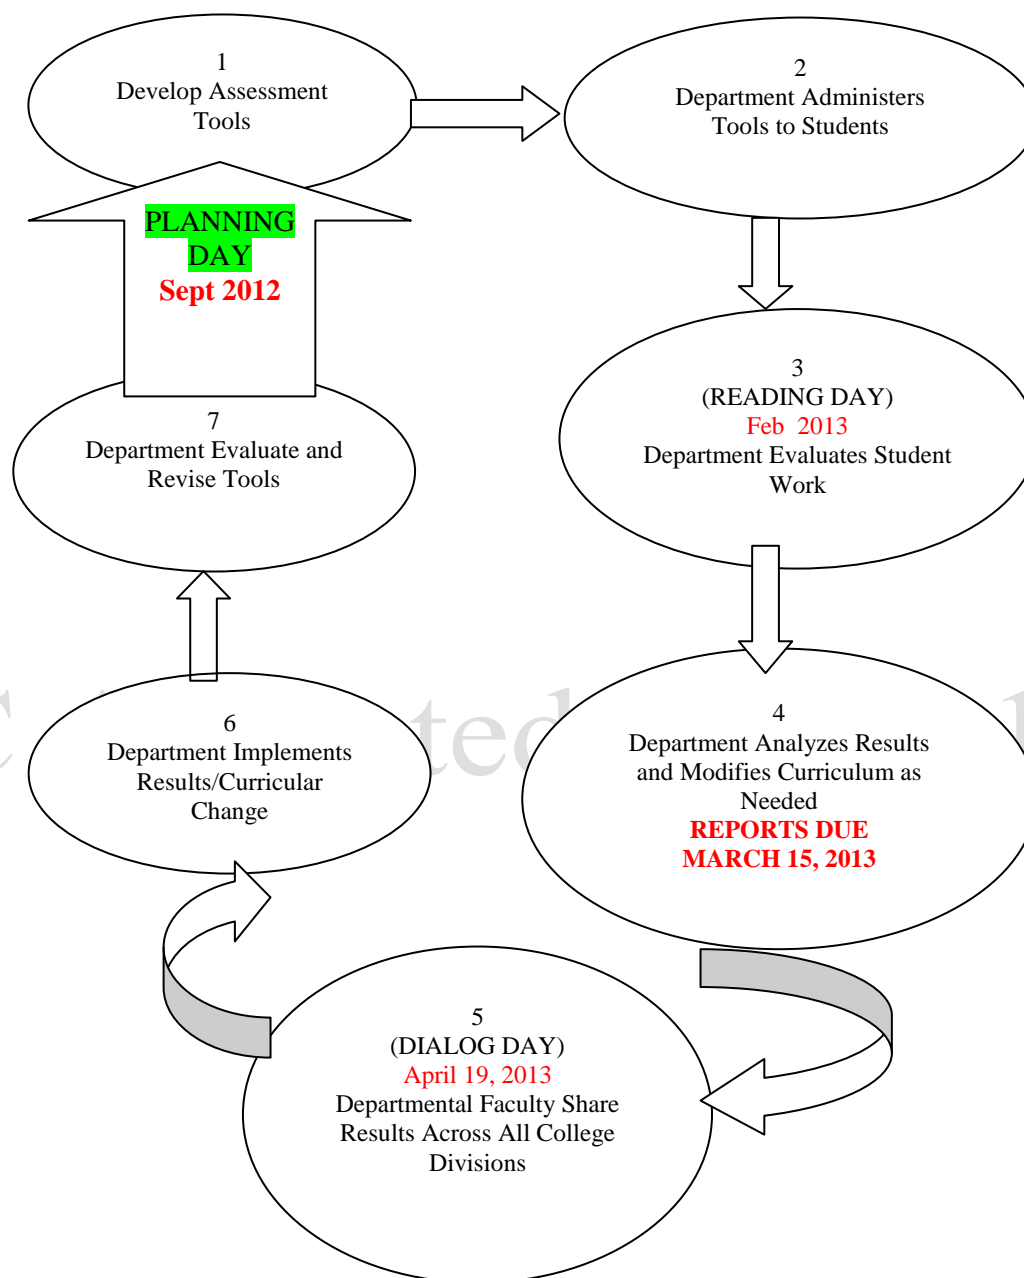 1
Develop Assessment
Tools
2
Department Administers
Tools to Students
PLANNING
DAY
Sept 2012
3
(READING DAY)
Feb  2013
Department Evaluates Student
Work
7
Department Evaluate and
Revise Tools
4
Department Analyzes Results
and Modifies Curriculum as
Needed
REPORTS DUE
MARCH 15, 2013
6
Department Implements
Results/Curricular
Change
5
(DIALOG DAY)
April 19, 2013
Departmental Faculty Share
Results Across All College
Divisions